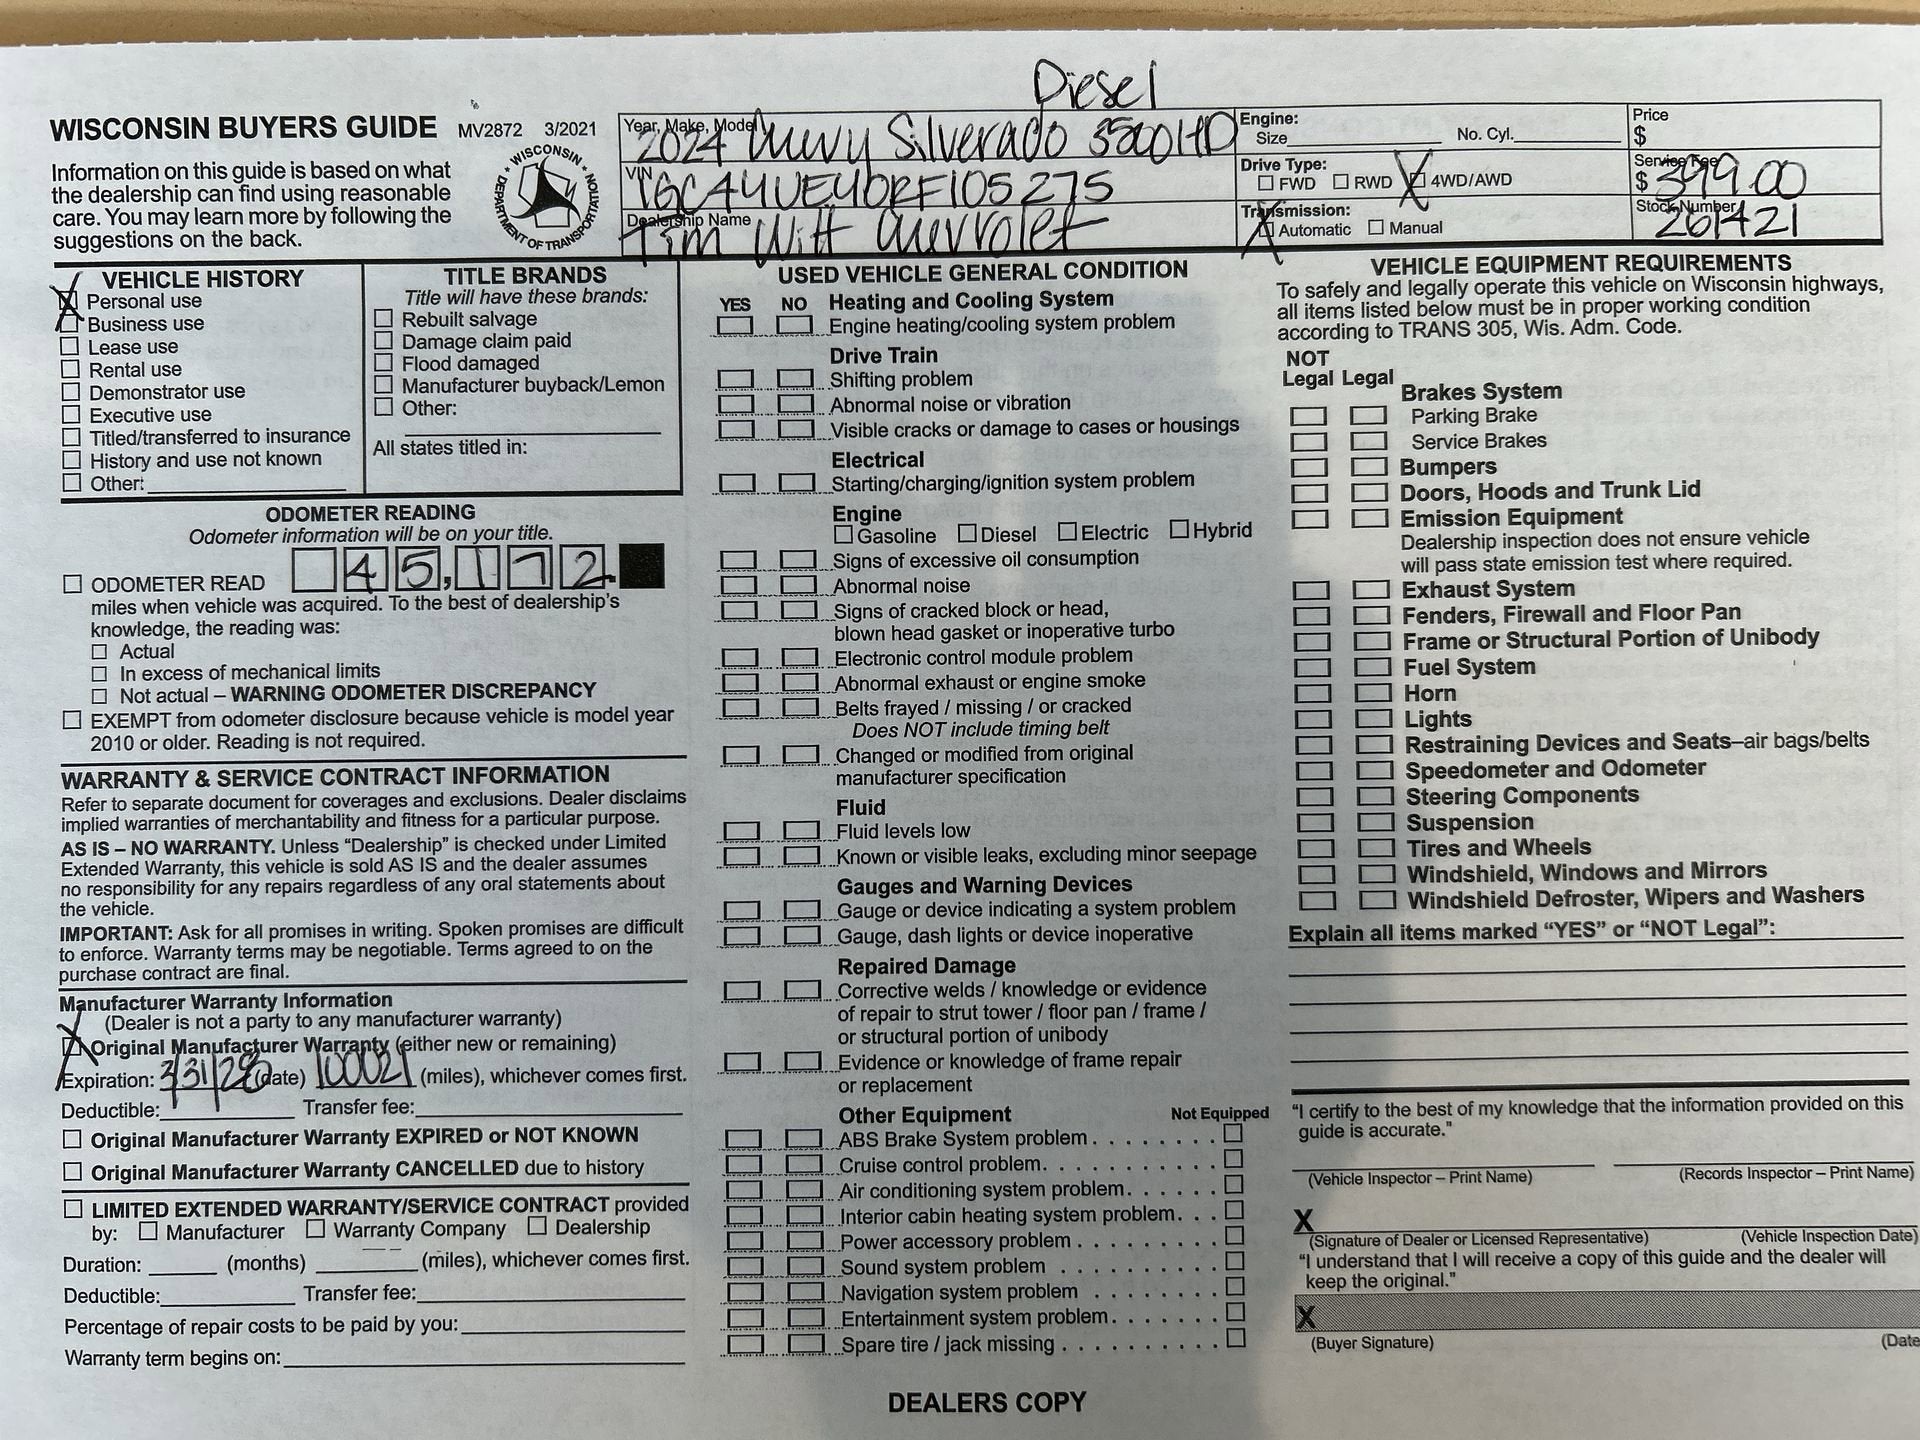 Diesel
WISCONSIN BUYERS GUIDE MV2872 3/2021
Information on this guide is based on what
the dealership can find using reasonable
care. You may learn more by following the
suggestions on the back.
WISCONSIN DEPARTMENT OF TRANSPORTATION
Year, Make, Model
2024 Chevy Silverado 3500HD
VIN
1GC4YUEY0RF105275
Dealership Name
Tim Witt Chevrolet
Engine:
Size No. Cyl.
Drive Type:
FWD RWD X 4WD/AWD
Transmission:
X Automatic Manual
Price
$
Service Fee
$ 399.00
Stock Number
261421
VEHICLE HISTORY
X Personal use
Business use
Lease use
Rental use
Demonstrator use
Executive use
Titled/transferred to insurance
History and use not known
Other:
TITLE BRANDS
Title will have these brands:
Rebuilt salvage
Damage claim paid
Flood damaged
Manufacturer buyback/Lemon
Other:
All states titled in:
ODOMETER READING
Odometer information will be on your title.
ODOMETER READ 45,172.
miles when vehicle was acquired. To the best of dealership's
knowledge, the reading was:
Actual
In excess of mechanical limits
Not actual – WARNING ODOMETER DISCREPANCY
EXEMPT from odometer disclosure because vehicle is model year
2010 or older. Reading is not required.
WARRANTY & SERVICE CONTRACT INFORMATION
Refer to separate document for coverages and exclusions. Dealer disclaims
implied warranties of merchantability and fitness for a particular purpose.
AS IS – NO WARRANTY. Unless "Dealership" is checked under Limited
Extended Warranty, this vehicle is sold AS IS and the dealer assumes
no responsibility for any repairs regardless of any oral statements about
the vehicle.
IMPORTANT: Ask for all promises in writing. Spoken promises are difficult
to enforce. Warranty terms may be negotiable. Terms agreed to on the
purchase contract are final.
Manufacturer Warranty Information
(Dealer is not a party to any manufacturer warranty)
X Original Manufacturer Warranty (either new or remaining)
Expiration: 3/31/28 (date) 100021 (miles), whichever comes first.
Deductible: Transfer fee:
Original Manufacturer Warranty EXPIRED or NOT KNOWN
Original Manufacturer Warranty CANCELLED due to history
LIMITED EXTENDED WARRANTY/SERVICE CONTRACT provided
by: Manufacturer Warranty Company Dealership
Duration: (months) (miles), whichever comes first.
Deductible: Transfer fee:
Percentage of repair costs to be paid by you:
Warranty term begins on:
USED VEHICLE GENERAL CONDITION
YES NO Heating and Cooling System
Engine heating/cooling system problem
Drive Train
Shifting problem
Abnormal noise or vibration
Visible cracks or damage to cases or housings
Electrical
Starting/charging/ignition system problem
Engine
Gasoline Diesel Electric Hybrid
Signs of excessive oil consumption
Abnormal noise
Signs of cracked block or head,
blown head gasket or inoperative turbo
Electronic control module problem
Abnormal exhaust or engine smoke
Belts frayed / missing / or cracked
Does NOT include timing belt
Changed or modified from original
manufacturer specification
Fluid
Fluid levels low
Known or visible leaks, excluding minor seepage
Gauges and Warning Devices
Gauge or device indicating a system problem
Gauge, dash lights or device inoperative
Repaired Damage
Corrective welds / knowledge or evidence
of repair to strut tower / floor pan / frame /
or structural portion of unibody
Evidence or knowledge of frame repair
or replacement
Other Equipment Not Equipped
ABS Brake System problem
Cruise control problem
Air conditioning system problem
Interior cabin heating system problem
Power accessory problem
Sound system problem
Navigation system problem
Entertainment system problem
Spare tire / jack missing
VEHICLE EQUIPMENT REQUIREMENTS
To safely and legally operate this vehicle on Wisconsin highways,
all items listed below must be in proper working condition
according to TRANS 305, Wis. Adm. Code.
NOT
Legal Legal
Brakes System
Parking Brake
Service Brakes
Bumpers
Doors, Hoods and Trunk Lid
Emission Equipment
Dealership inspection does not ensure vehicle
will pass state emission test where required.
Exhaust System
Fenders, Firewall and Floor Pan
Frame or Structural Portion of Unibody
Fuel System
Horn
Lights
Restraining Devices and Seats–air bags/belts
Speedometer and Odometer
Steering Components
Suspension
Tires and Wheels
Windshield, Windows and Mirrors
Windshield Defroster, Wipers and Washers
Explain all items marked "YES" or "NOT Legal":
"I certify to the best of my knowledge that the information provided on this
guide is accurate."
(Vehicle Inspector – Print Name) (Records Inspector – Print Name)
X
(Signature of Dealer or Licensed Representative) (Vehicle Inspection Date)
"I understand that I will receive a copy of this guide and the dealer will
keep the original."
X
(Buyer Signature) (Date
DEALERS COPY